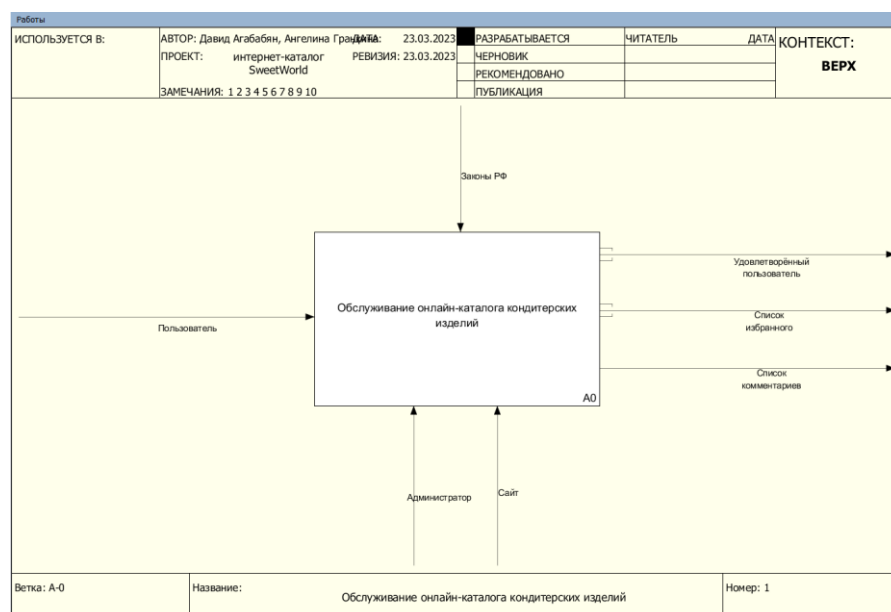 Работы
ИСПОЛЬЗУЕТСЯ В:
АВТОР: Давид Агабабян, Ангелина
ДАТА:
23.03.2023
РАЗРАБАТЫВАЕТСЯ
ЧИТАТЕЛЬ
ДАТА
КОНТЕКСТ:
ПРОЕКТ:
интернет-каталог
SweetWorld
РЕВИЗИЯ: 23.03.2023
ЧЕРНОВИК
ВЕРХ
РЕКОМЕНДОВАНО
ЗАМЕЧАНИЯ: 1 2 3 4 5 6 7 8 9 10
ПУБЛИКАЦИЯ
Законы РФ
Удовлетворённый
пользователь
Обслуживание онлайн-каталога кондитерских
изделий
Пользователь
Список
избранного
Список
комментариев
A0
Администратор
Сайт
Ветка: A-0
Название:
Обслуживание онлайн-каталога кондитерских изделий
Номер: 1